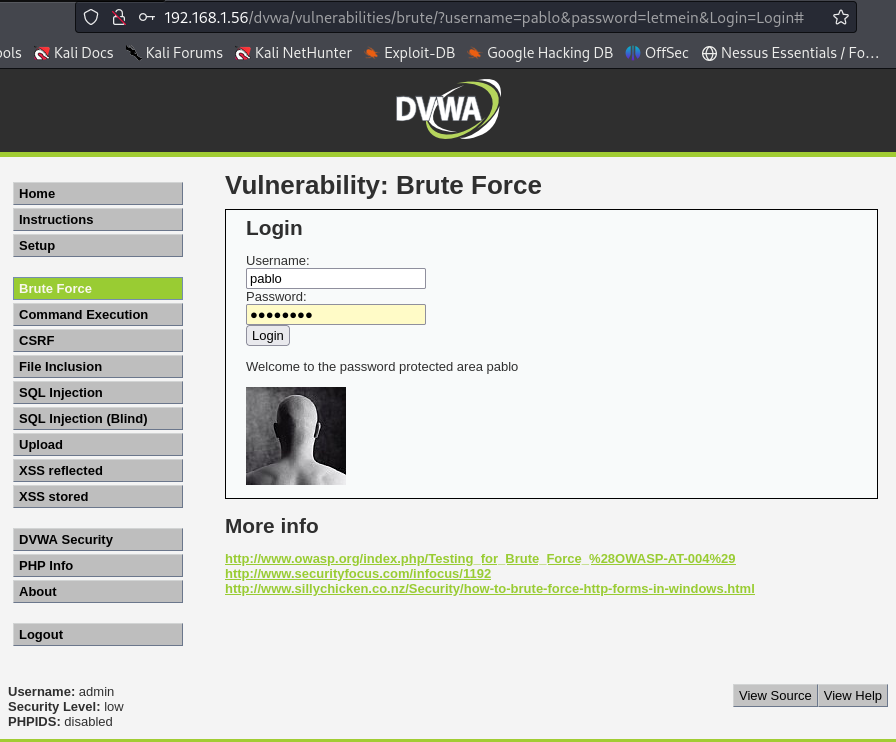 192.168.1.56/dvwa/vulnerabilities/brute/?username=pablo&password=letmein&Login=Login#
ols Kali Docs Kali Forums Kali NetHunter Exploit-DB Google Hacking DB OffSec Nessus Essentials / Fo...
DVWA
Vulnerability: Brute Force
Home
Instructions
Setup
Brute Force
Command Execution
CSRF
File Inclusion
SQL Injection
SQL Injection (Blind)
Upload
XSS reflected
XSS stored
DVWA Security
PHP Info
About
Logout
Login
Username:
pablo
Password:
●●●●●●●●
Login
Welcome to the password protected area pablo
More info
http://www.owasp.org/index.php/Testing_for_Brute_Force_%28OWASP-AT-004%29
http://www.securityfocus.com/infocus/1192
http://www.sillychicken.co.nz/Security/how-to-brute-force-http-forms-in-windows.html
Username: admin
Security Level: low
PHPIDS: disabled
View Source View Help